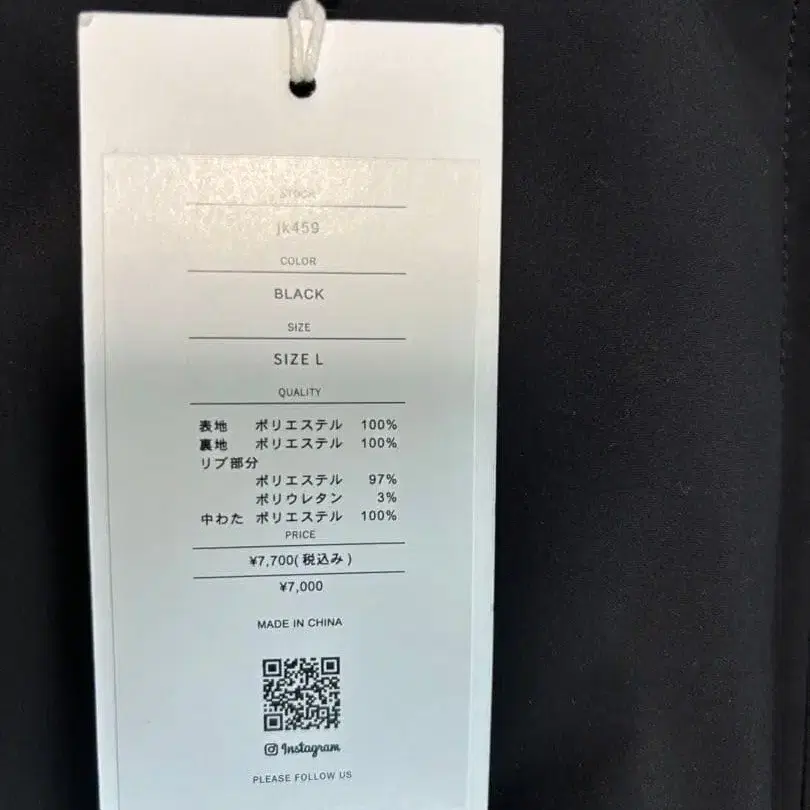 STOCK
jk459
COLOR
BLACK
SIZE
SIZE L
QUALITY
表地 ポリエステル 100%
裏地 ポリエステル 100%
リブ部分
ポリエステル 97%
ポリウレタン 3%
中わた ポリエステル 100%
PRICE
¥7,700(税込み)
¥7,000
MADE IN CHINA
Instagram
PLEASE FOLLOW US